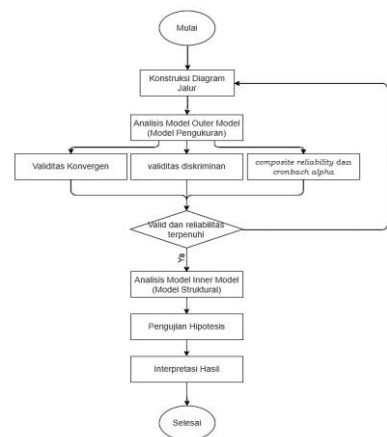 Mulai
Konstruksi Diagram
Jalur
Analisis Model Outer Model
(Model Pengukuran)
Validitas Konvergen
validitas diskriminan
composite reliability dan
cronbach alpha
Valid dan reliabilitas
terpenuhi
Ya
Analisis Model Inner Model
(Model Struktural)
Pengujian Hipotesis
Interpretasi Hasil
Selesai